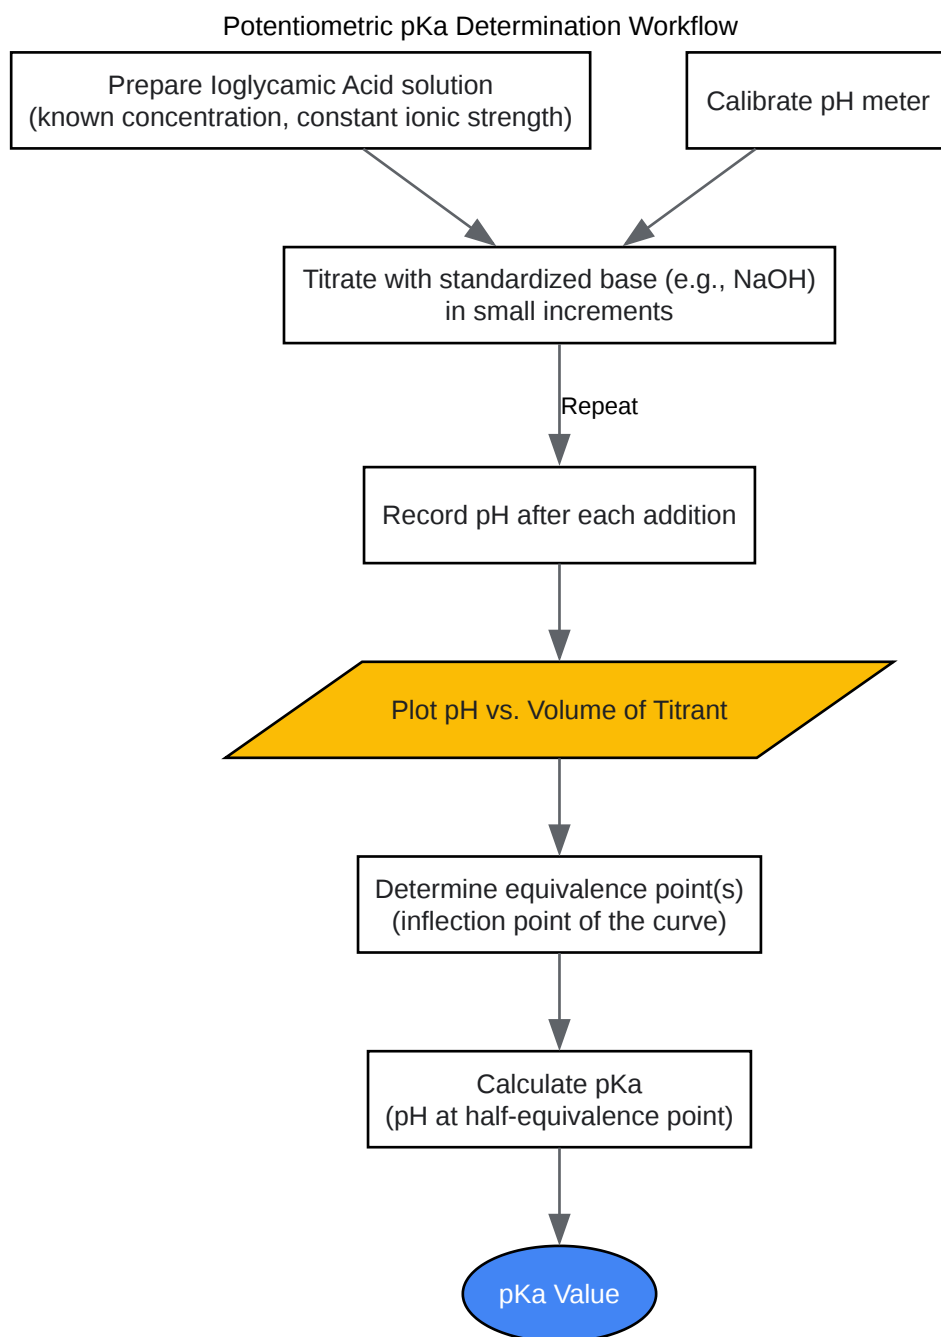 Potentiometric pKa Determination Workflow
Prepare Ioglycamic Acid solution
(known concentration, constant ionic strength)
Calibrate pH meter
Titrate with standardized base (e.g., NaOH)
in small increments
Repeat
Record pH after each addition
Plot pH vs. Volume of Titrant
Determine equivalence point(s)
(inflection point of the curve)
Calculate pKa
(pH at half-equivalence point)
pKa Value